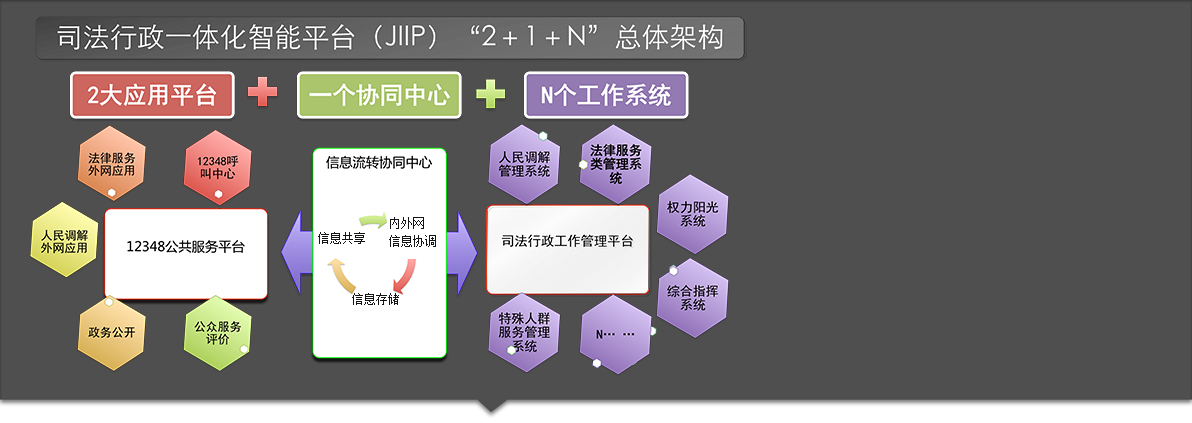 司法行政一体化智能平台（JIIP）“2+1+N”总体架构
2大应用平台
一个协同中心
N个工作系统
法律服务
外网应用
12348呼
叫中心
人民调解
外网应用
12348公共服务平台
政务公开
公众服务
评价
信息流转协同中心
内外网
信息协调
信息共享
信息存储
人民调解
管理系统
法律服务
类管理系
统
权力阳光
系统
司法行政工作管理平台
综合指挥
系统
特殊人群
服务管理
系统
N… …